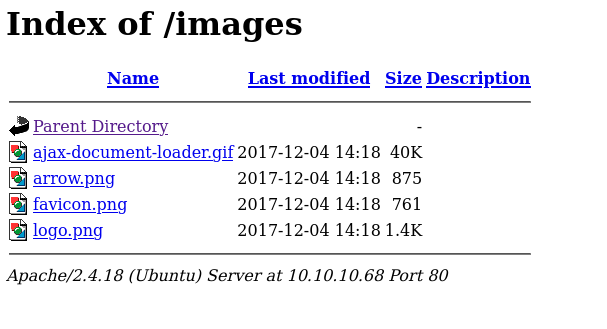 Index of /images
Name Last modified Size Description
Parent Directory -
ajax-document-loader.gif 2017-12-04 14:18 40K
arrow.png 2017-12-04 14:18 875
favicon.png 2017-12-04 14:18 761
logo.png 2017-12-04 14:18 1.4K
Apache/2.4.18 (Ubuntu) Server at 10.10.10.68 Port 80